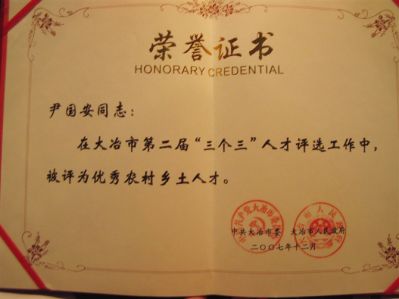 荣誉证书
HONORARY CREDENTIAL
尹国安同志：
在大冶市第二届“三个三”人才评选工作中，
被评为优秀农村乡土人才。
中共大冶市委 大冶市人民政府
二〇〇七年十二月